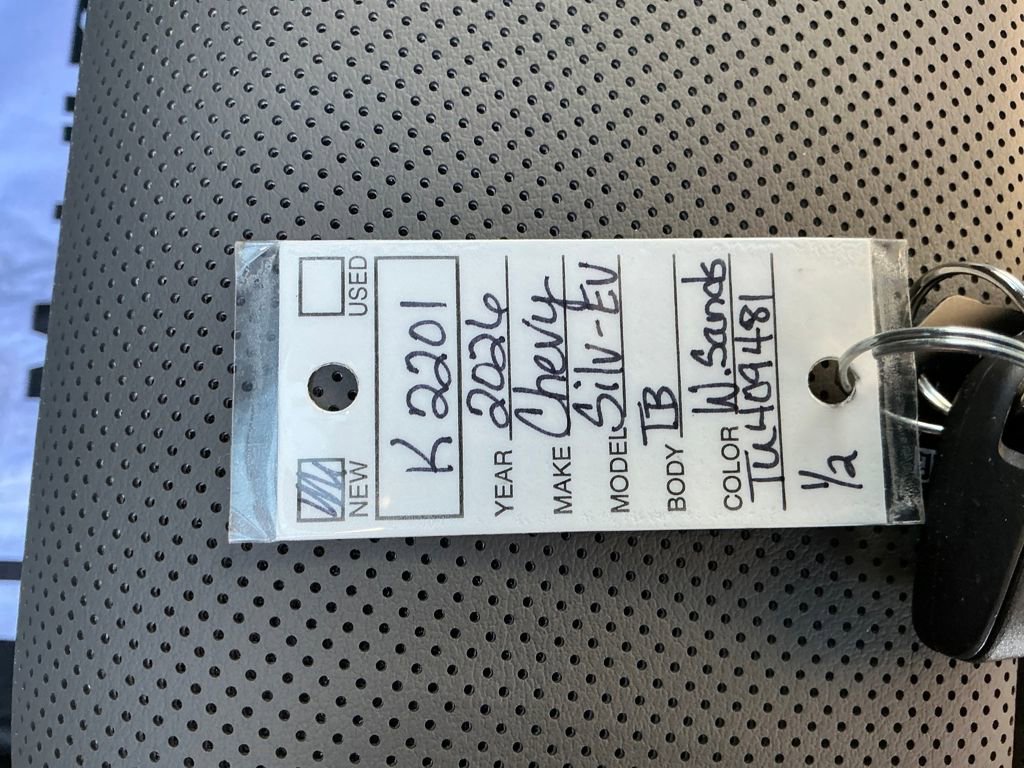 NEW USED
K2201
YEAR 2026
MAKE Chevy
MODEL Silv-EV
BODY TB
COLOR W.Sands
TU409481
1/2